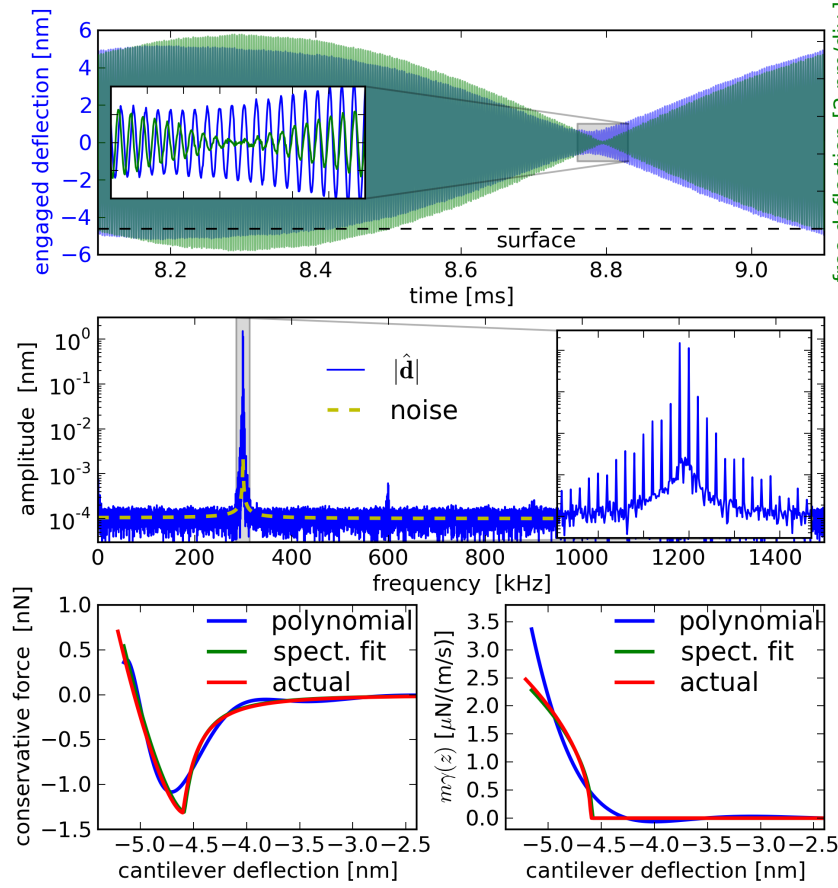 engaged deflection [nm]
6
4
2
0
−2
−4
−6
surface
8.2 8.4 8.6 8.8 9.0
time [ms]
amplitude [nm]
10^0
10^−1
10^−2
10^−3
10^−4
|d̂|
noise
0 200 400 600 800 1000 1200 1400
frequency [kHz]
conservative force [nN]
1.0
0.5
0.0
−0.5
−1.0
−1.5
polynomial
spect. fit
actual
−5.0 −4.5 −4.0 −3.5 −3.0 −2.5
cantilever deflection [nm]
mγ(z) [μN/(m/s)]
3.5
3.0
2.5
2.0
1.5
1.0
0.5
0.0
polynomial
spect. fit
actual
−5.0 −4.5 −4.0 −3.5 −3.0 −2.5
cantilever deflection [nm]